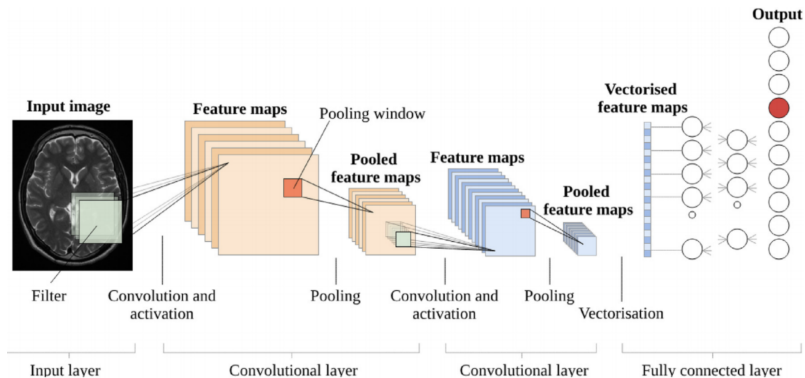 Output
Input image
Feature maps
Pooling window
Pooled
feature maps
Feature maps
Pooled
feature maps
Vectorised
feature maps
Filter
Convolution and
activation
Pooling
Convolution and
activation
Pooling
Vectorisation
Input layer
Convolutional layer
Convolutional layer
Fully connected layer